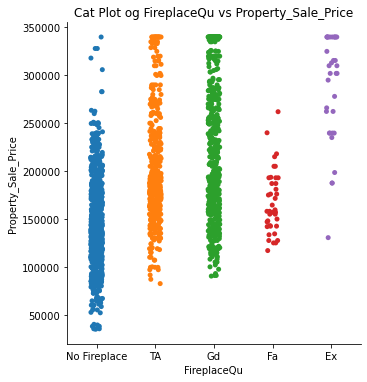 Cat Plot og FireplaceQu vs Property_Sale_Price
350000
300000
250000
200000
150000
100000
50000
Property_Sale_Price
No Fireplace TA Gd Fa Ex
FireplaceQu